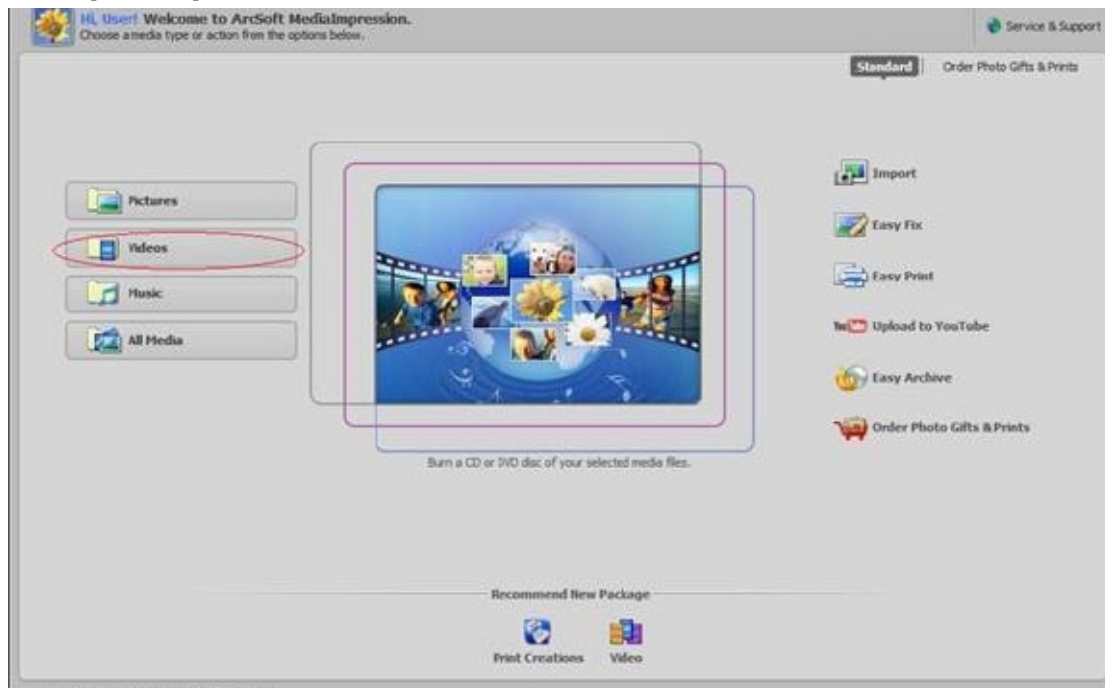 Hi, User! Welcome to ArcSoft MediaImpression.
Choose a media type or action from the options below.
Service & Support
Standard
Order Photo Gifts & Prints
Pictures
Videos
Music
All Media
Import
Easy Fix
Easy Print
Upload to YouTube
Easy Archive
Order Photo Gifts & Prints
Burn a CD or DVD disc of your selected media files.
Recommend New Package
Print Creations
Video